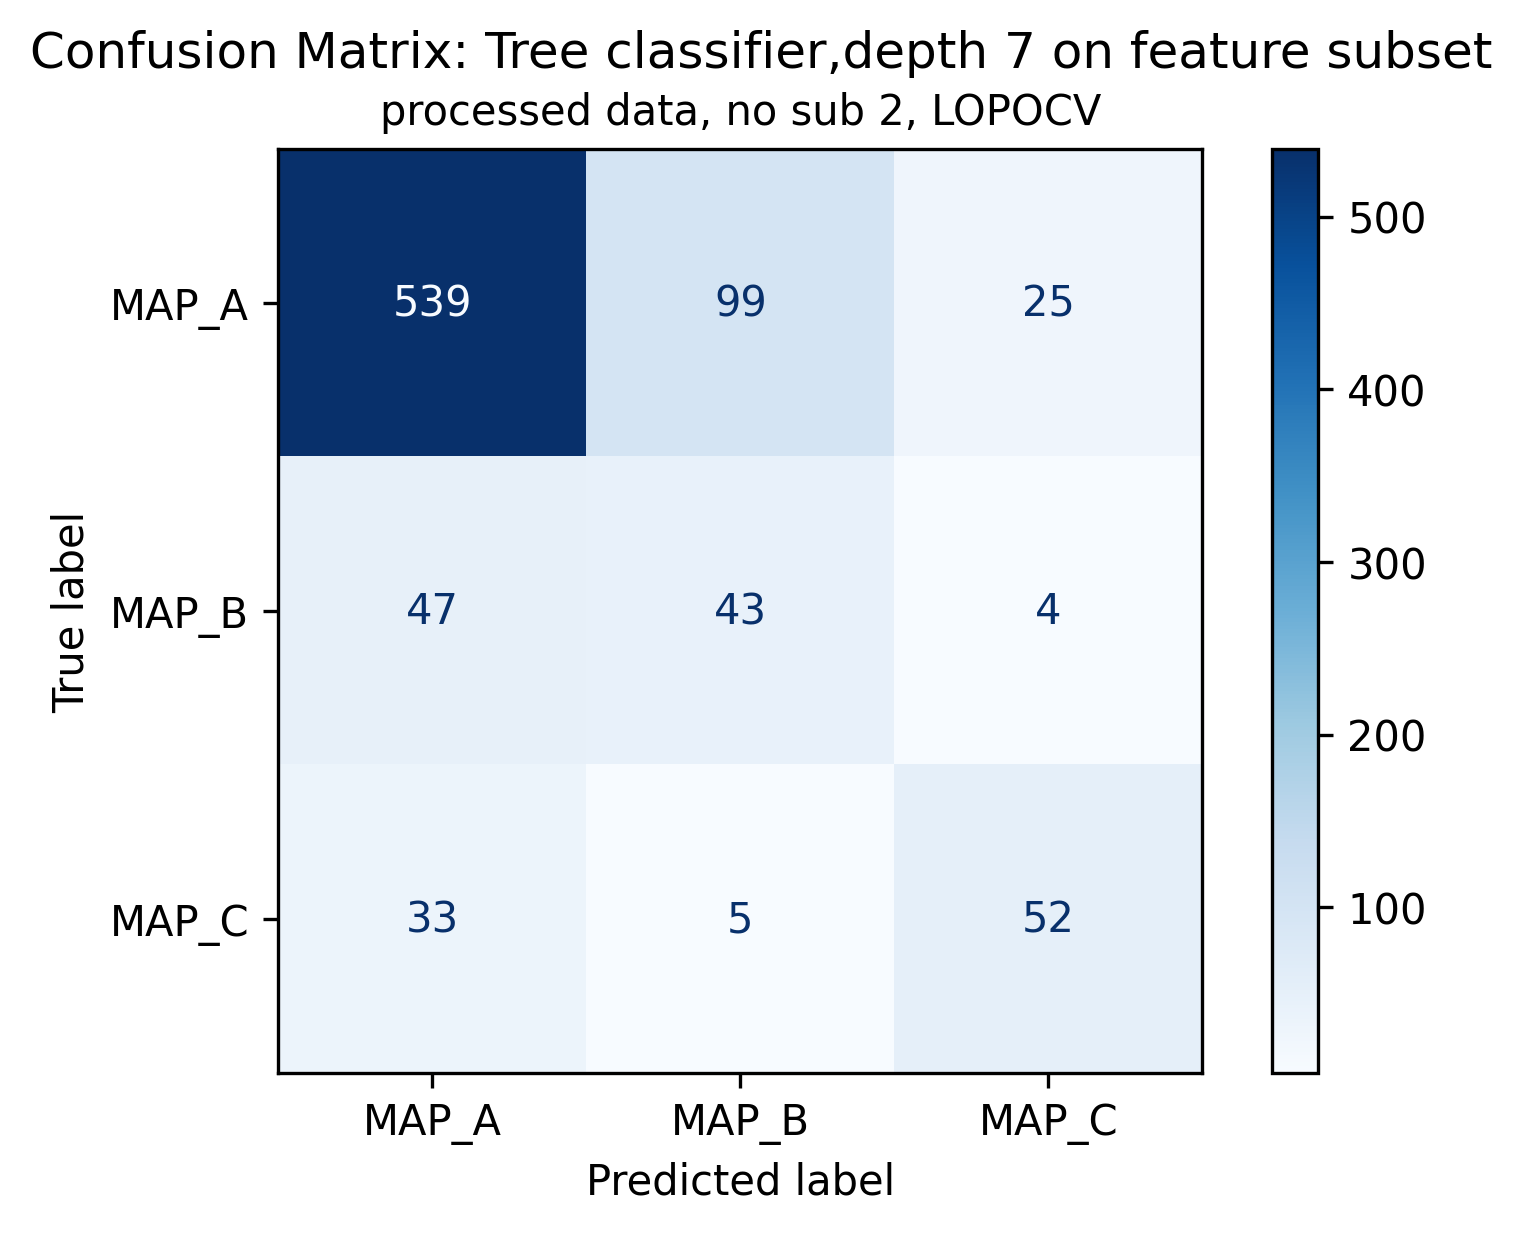 Confusion Matrix: Tree classifier,depth 7 on feature subset
processed data, no sub 2, LOPOCV
True label
MAP_A
539 99 25
MAP_B
47 43 4
MAP_C
33 5 52
MAP_A MAP_B MAP_C
Predicted label
500
400
300
200
100